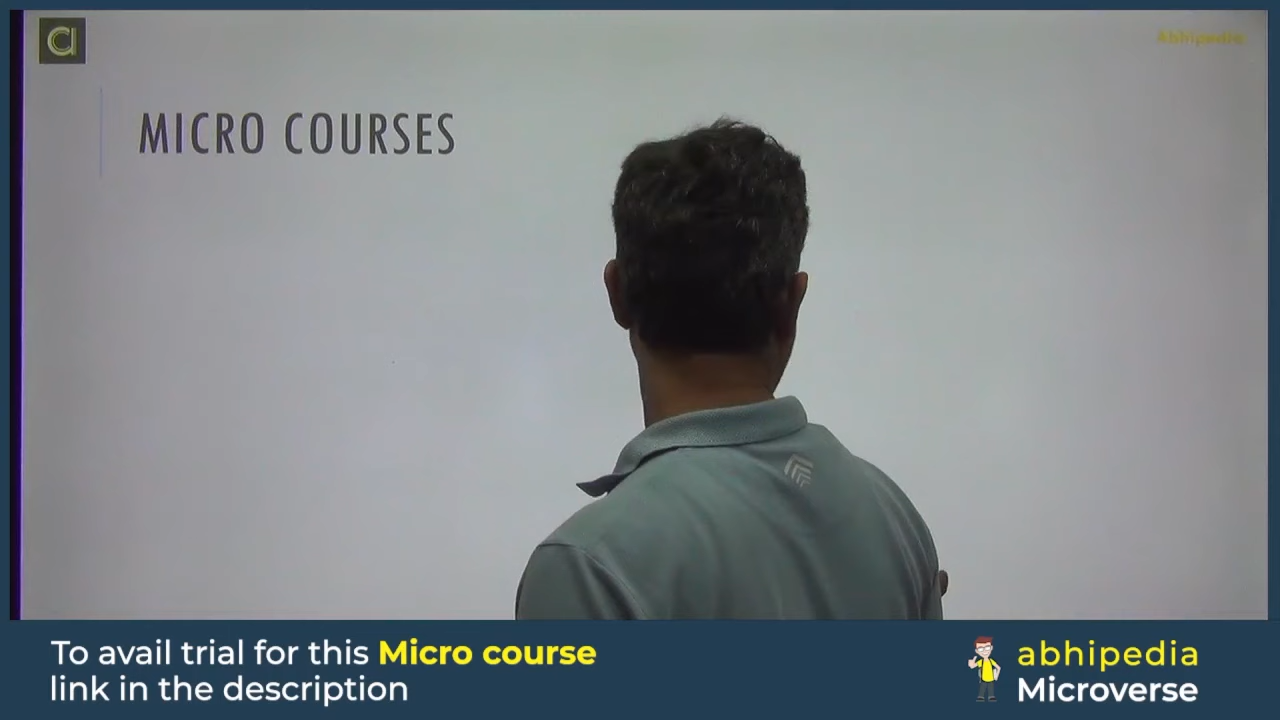 Abhipedia
MICRO COURSES
To avail trial for this Micro course
link in the description
abhipedia
Microverse